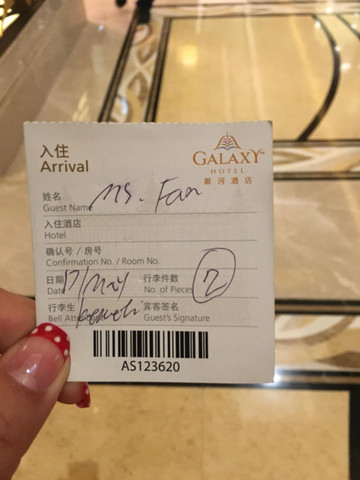 入住
Arrival
GALAXY™
HOTEL
銀河酒店
姓名
Guest Name Ms. Fan
入住酒店
Hotel
确认号 / 房号
Confirmation No. / Room No.
日期 行李件数
Date 17/May No. of Pieces 2
行李生 宾客签名
Bell Guest's Signature
AS123620